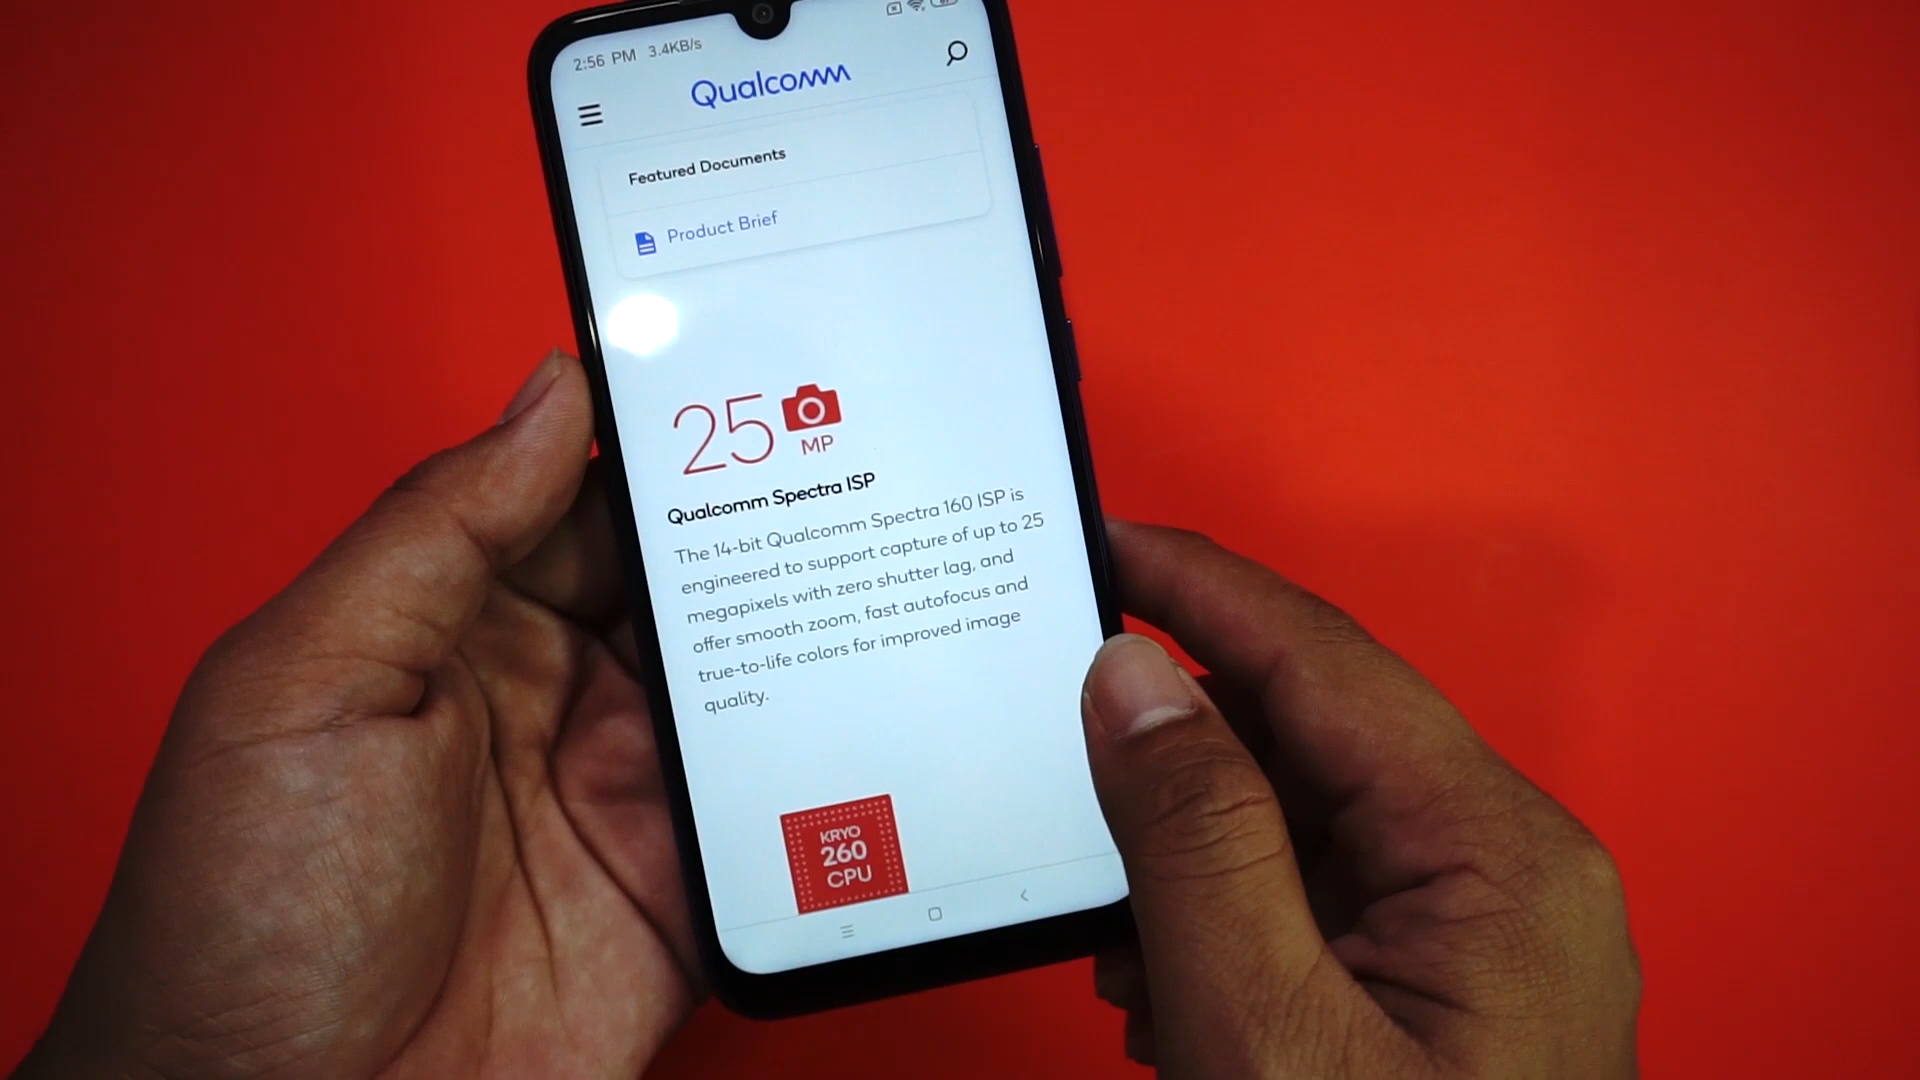 2:56 PM 3.4KB/s
Qualcomm
Featured Documents
Product Brief
25 MP
Qualcomm Spectra ISP
The 14-bit Qualcomm Spectra 160 ISP is
engineered to support capture of up to 25
megapixels with zero shutter lag, and
offer smooth zoom, fast autofocus and
true-to-life colors for improved image
quality.
KRYO
260
CPU